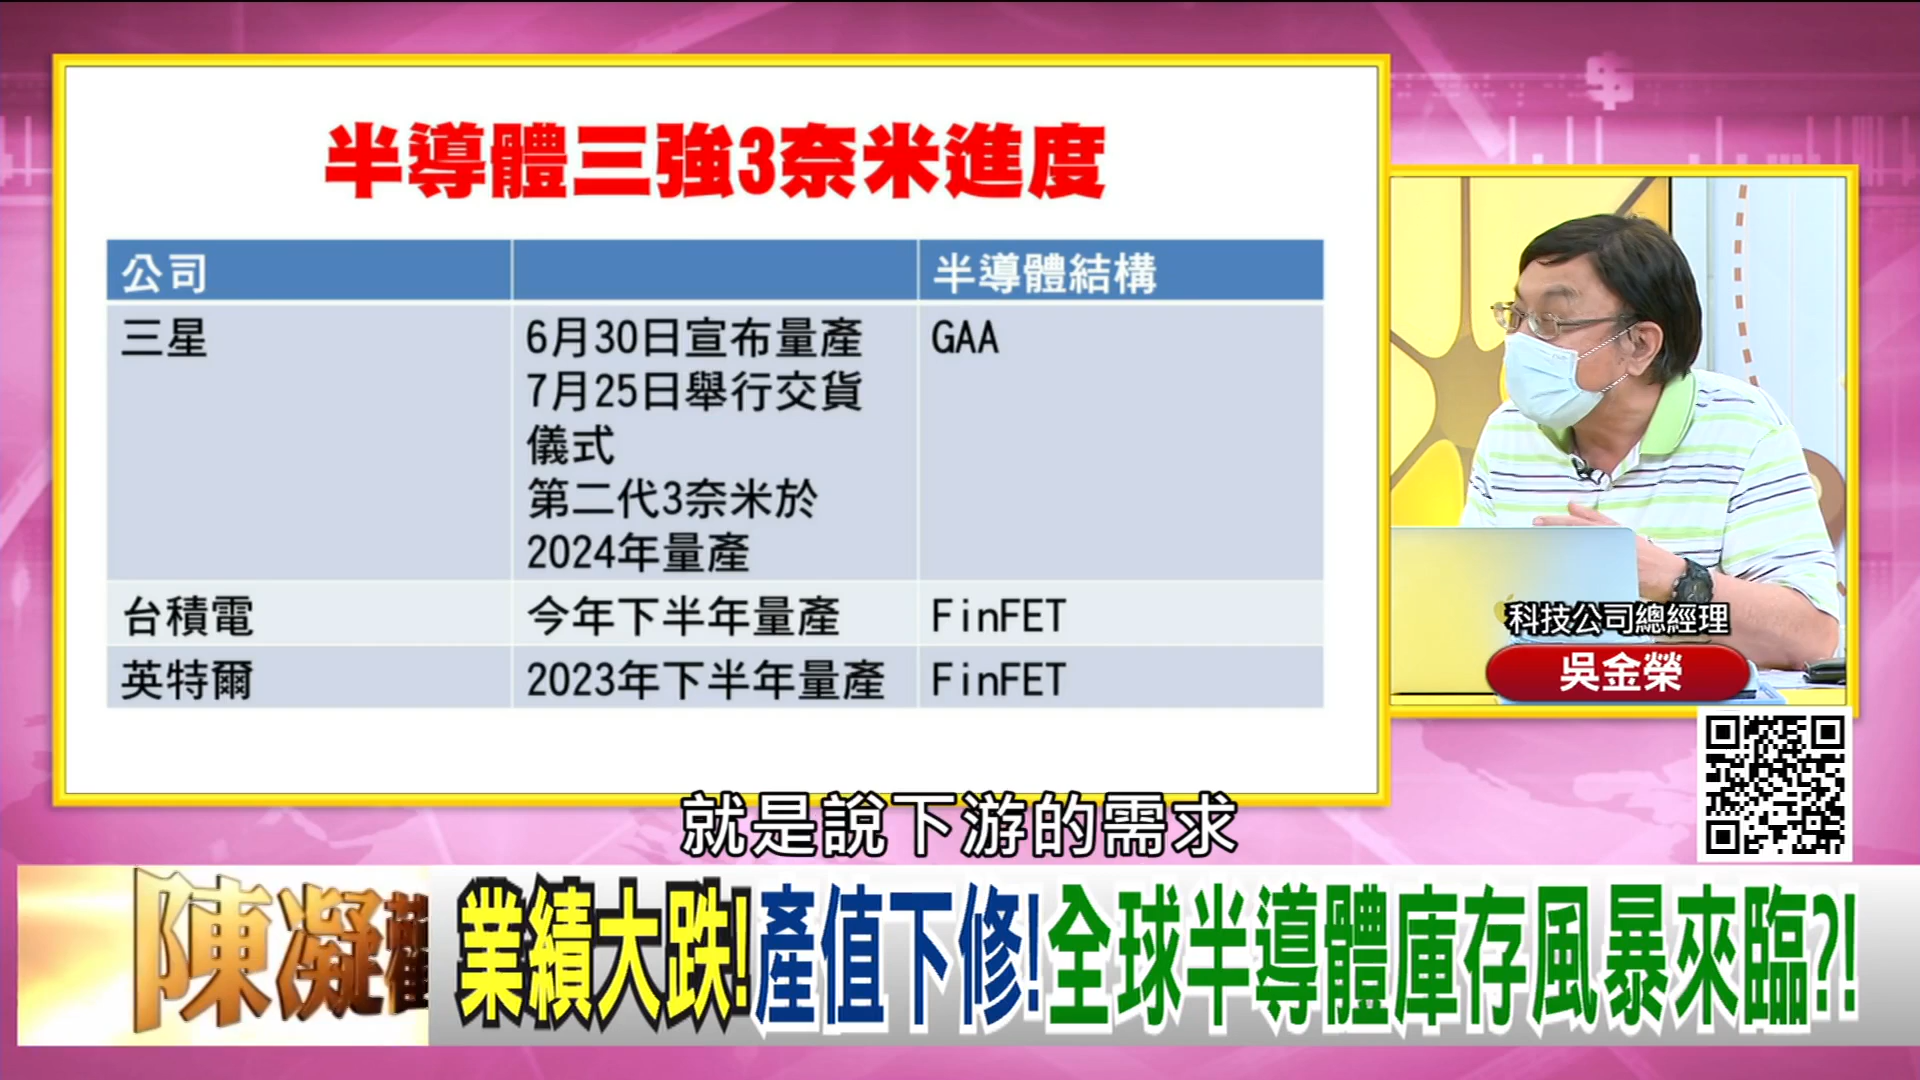 半導體三強3奈米進度
公司
半導體結構
三星
6月30日宣布量產
7月25日舉行交貨
儀式
第二代3奈米於
2024年量產
GAA
台積電
今年下半年量產
FinFET
英特爾
2023年下半年量產
FinFET
科技公司總經理
吳金榮
就是說下游的需求
陳凝觀
業績大跌!產值下修!全球半導體庫存風暴來臨?!